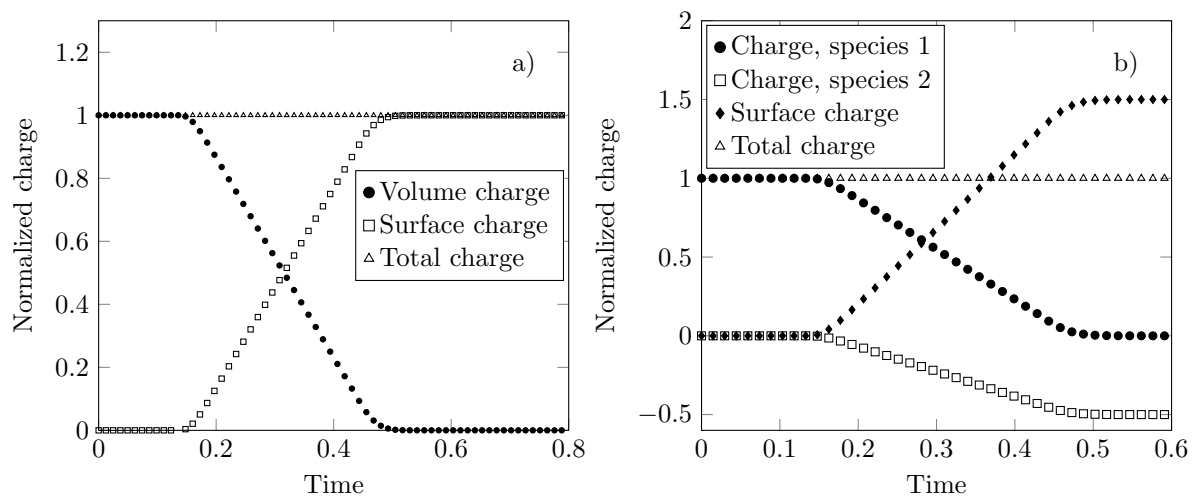 a)
1.2
1
0.8
0.6
0.4
0.2
0
Normalized charge
Volume charge
Surface charge
Total charge
0 0.2 0.4 0.6 0.8
Time
b)
2
1.5
1
0.5
0
−0.5
Normalized charge
Charge, species 1
Charge, species 2
Surface charge
Total charge
0 0.1 0.2 0.3 0.4 0.5 0.6
Time